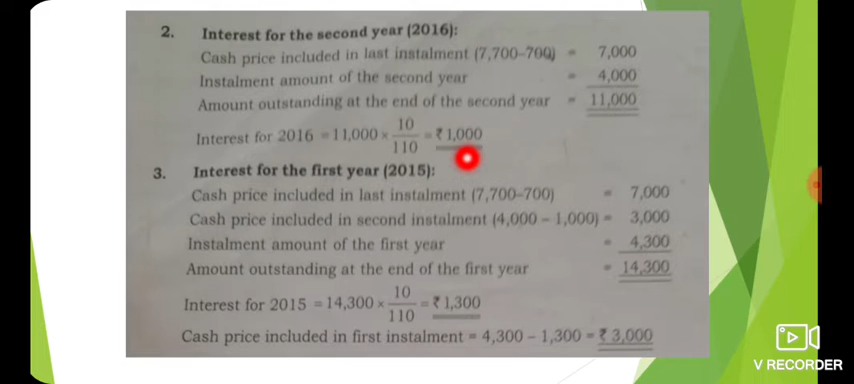 2. Interest for the second year (2016):
Cash price included in last instalment (7,700–700) = 7,000
Instalment amount of the second year = 4,000
Amount outstanding at the end of the second year = 11,000
Interest for 2016 = 11,000 × 10/110 = ₹ 1,000
3. Interest for the first year (2015):
Cash price included in last instalment (7,700–700) = 7,000
Cash price included in second instalment (4,000 – 1,000) = 3,000
Instalment amount of the first year = 4,300
Amount outstanding at the end of the first year = 14,300
Interest for 2015 = 14,300 × 10/110 = ₹ 1,300
Cash price included in first instalment = 4,300 – 1,300 = ₹ 3,000
V RECORDER